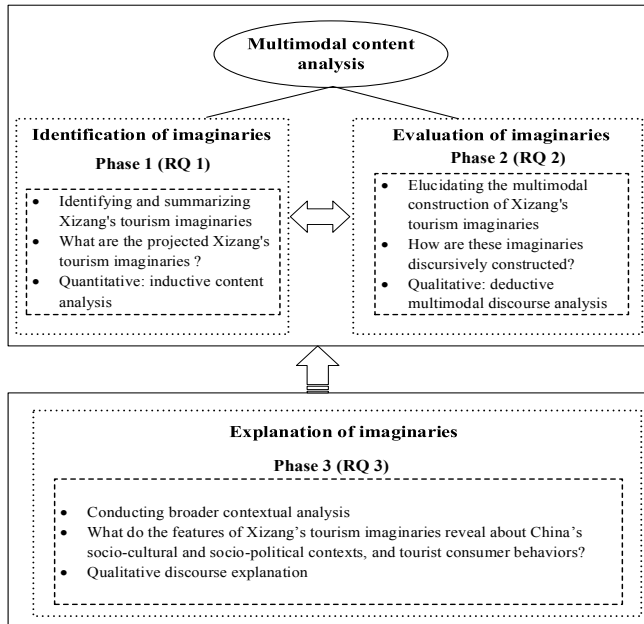 Multimodal content
analysis
Identification of imaginaries
Phase 1 (RQ 1)
• Identifying and summarizing
Xizang's tourism imaginaries
• What are the projected Xizang's
tourism imaginaries ?
• Quantitative: inductive content
analysis
Evaluation of imaginaries
Phase 2 (RQ 2)
• Elucidating the multimodal
construction of Xizang's
tourism imaginaries
• How are these imaginaries
discursively constructed?
• Qualitative: deductive
multimodal discourse analysis
Explanation of imaginaries
Phase 3 (RQ 3)
• Conducting broader contextual analysis
• What do the features of Xizang’s tourism imaginaries reveal about China’s
socio-cultural and socio-political contexts, and tourist consumer behaviors?
• Qualitative discourse explanation